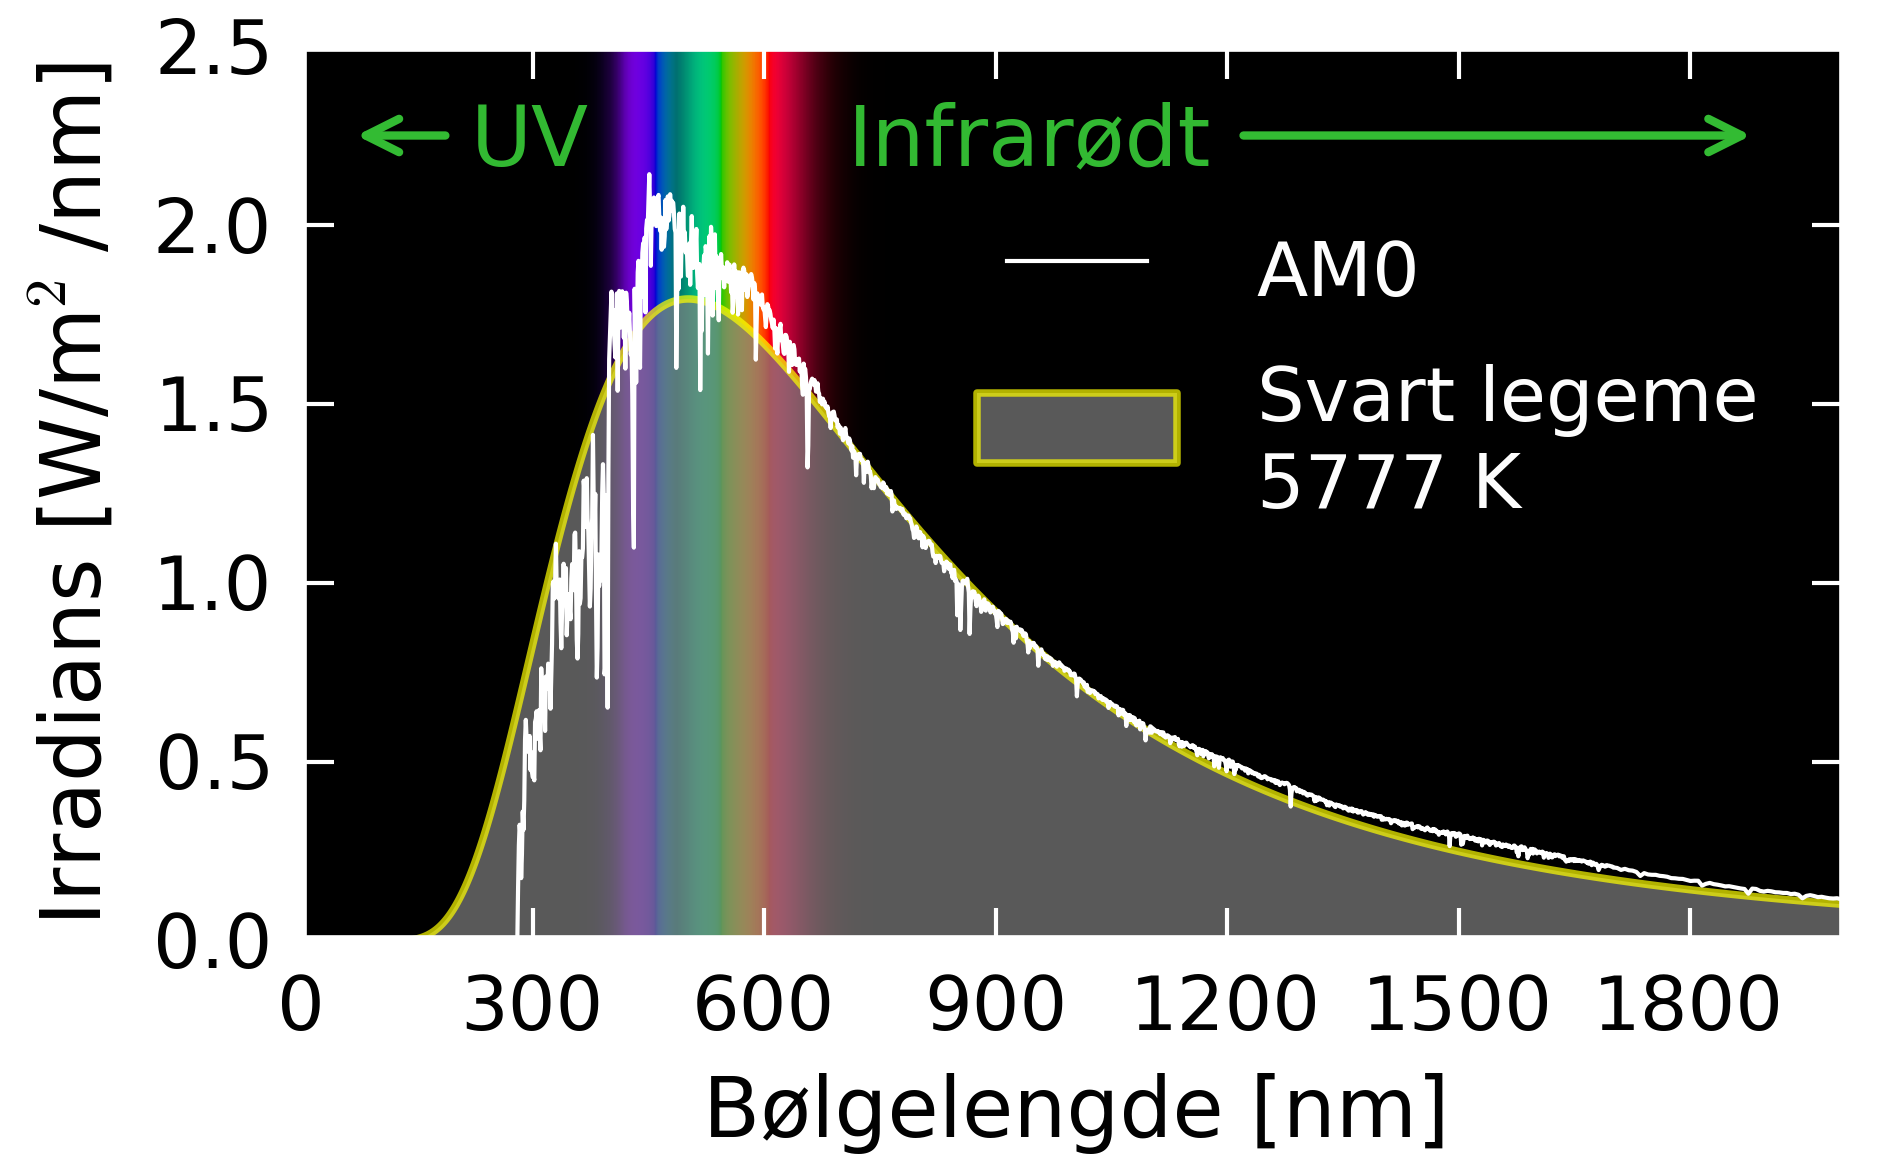 2.5
2.0
1.5
1.0
0.5
0.0
Irradians [W/m² /nm]
UV
Infrarødt
AM0
Svart legeme
5777 K
0 300 600 900 1200 1500 1800
Bølgelengde [nm]